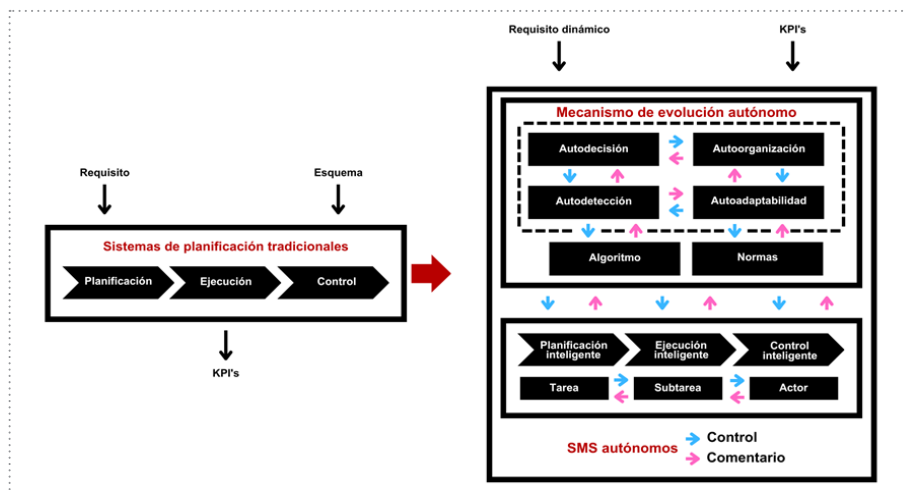 Requisito dinámico
KPI's
Mecanismo de evolución autónomo
Autodecisión
Autoorganización
Autodetección
Autoadaptabilidad
Algoritmo
Normas
Requisito
Esquema
Sistemas de planificación tradicionales
Planificación
Ejecución
Control
KPI's
Planificación
inteligente
Ejecución
inteligente
Control
inteligente
Tarea
Subtarea
Actor
SMS autónomos
Control
Comentario